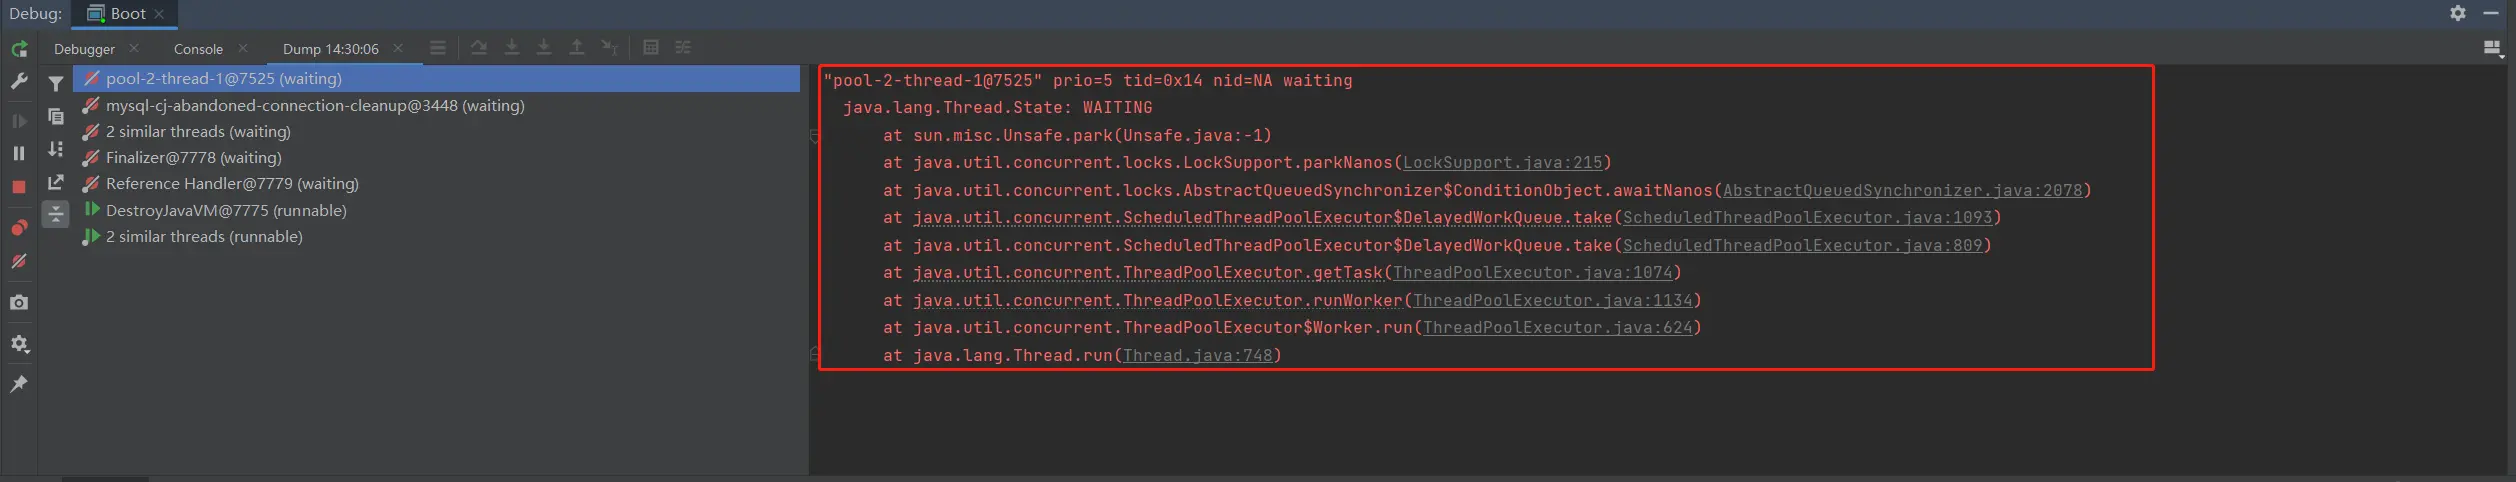 Debug: Boot
Debugger Console Dump 14:30:06
pool-2-thread-1@7525 (waiting)
mysql-cj-abandoned-connection-cleanup@3448 (waiting)
2 similar threads (waiting)
Finalizer@7778 (waiting)
Reference Handler@7779 (waiting)
DestroyJavaVM@7775 (runnable)
2 similar threads (runnable)
"pool-2-thread-1@7525" prio=5 tid=0x14 nid=NA waiting
java.lang.Thread.State: WAITING
at sun.misc.Unsafe.park(Unsafe.java:-1)
at java.util.concurrent.locks.LockSupport.parkNanos(LockSupport.java:215)
at java.util.concurrent.locks.AbstractQueuedSynchronizer$ConditionObject.awaitNanos(AbstractQueuedSynchronizer.java:2078)
at java.util.concurrent.ScheduledThreadPoolExecutor$DelayedWorkQueue.take(ScheduledThreadPoolExecutor.java:1093)
at java.util.concurrent.ScheduledThreadPoolExecutor$DelayedWorkQueue.take(ScheduledThreadPoolExecutor.java:809)
at java.util.concurrent.ThreadPoolExecutor.getTask(ThreadPoolExecutor.java:1074)
at java.util.concurrent.ThreadPoolExecutor.runWorker(ThreadPoolExecutor.java:1134)
at java.util.concurrent.ThreadPoolExecutor$Worker.run(ThreadPoolExecutor.java:624)
at java.lang.Thread.run(Thread.java:748)